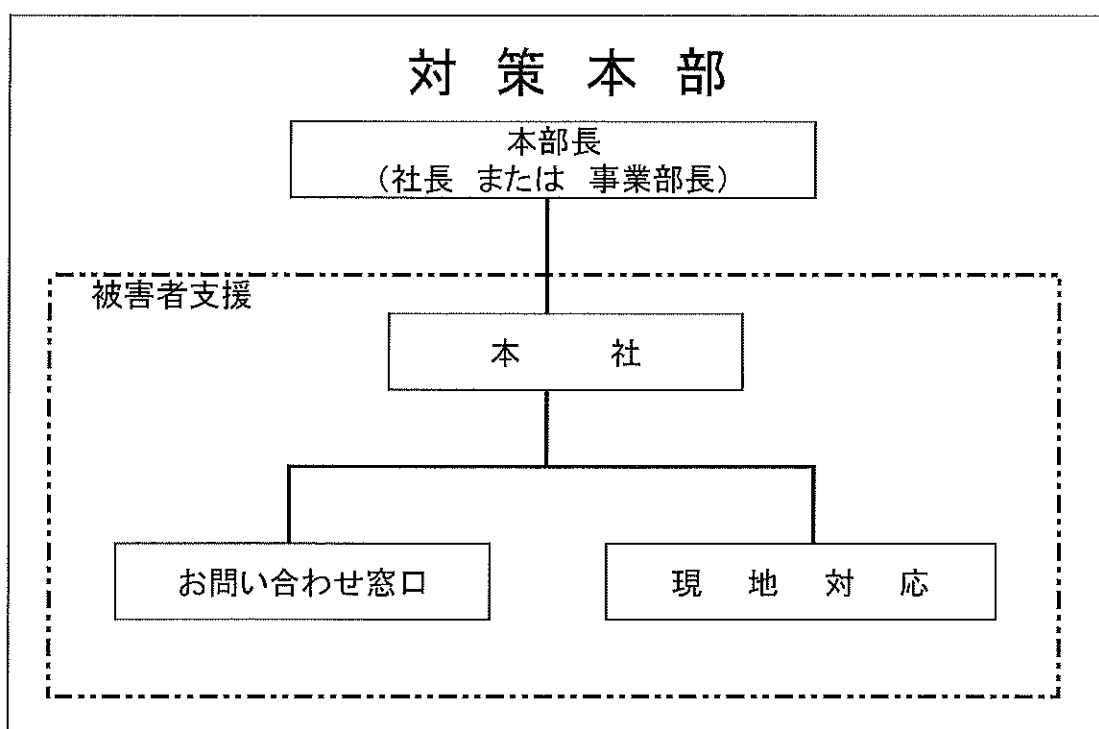 対 策 本 部
本部長
（社長 または 事業部長）
被害者支援
本 社
お問い合わせ窓口
現 地 対 応